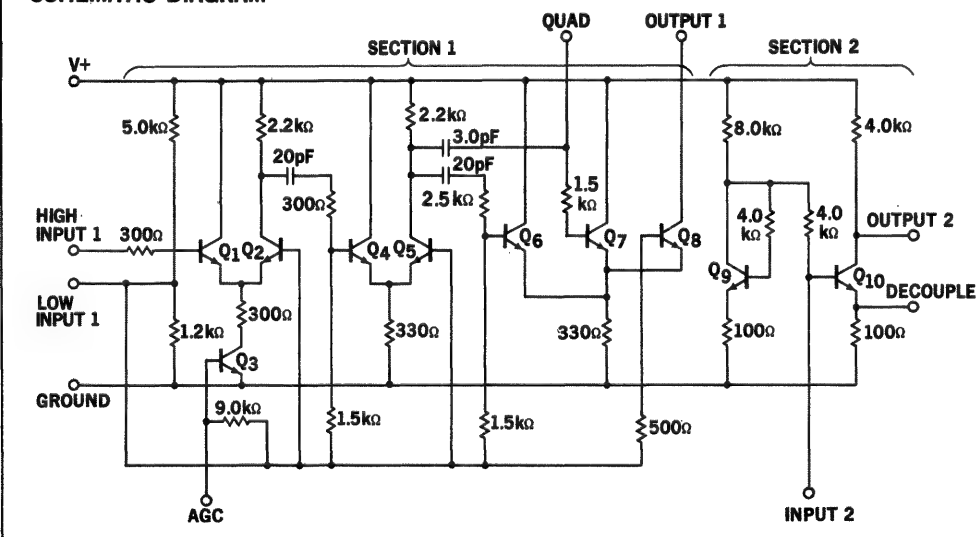 SCHEMATIC DIAGRAM
QUAD
OUTPUT 1
SECTION 1
SECTION 2
V+
5.0kΩ
2.2kΩ
2.2kΩ
3.0pF
8.0kΩ
4.0kΩ
20pF
20pF
300Ω
2.5kΩ
1.5
kΩ
HIGH
INPUT 1
300Ω
4.0
kΩ
4.0
kΩ
OUTPUT 2
Q1
Q2
Q4
Q5
Q6
Q7
Q8
Q9
Q10
DECOUPLE
LOW
INPUT 1
300Ω
1.2kΩ
330Ω
330Ω
100Ω
100Ω
Q3
GROUND
9.0kΩ
1.5kΩ
1.5kΩ
500Ω
AGC
INPUT 2